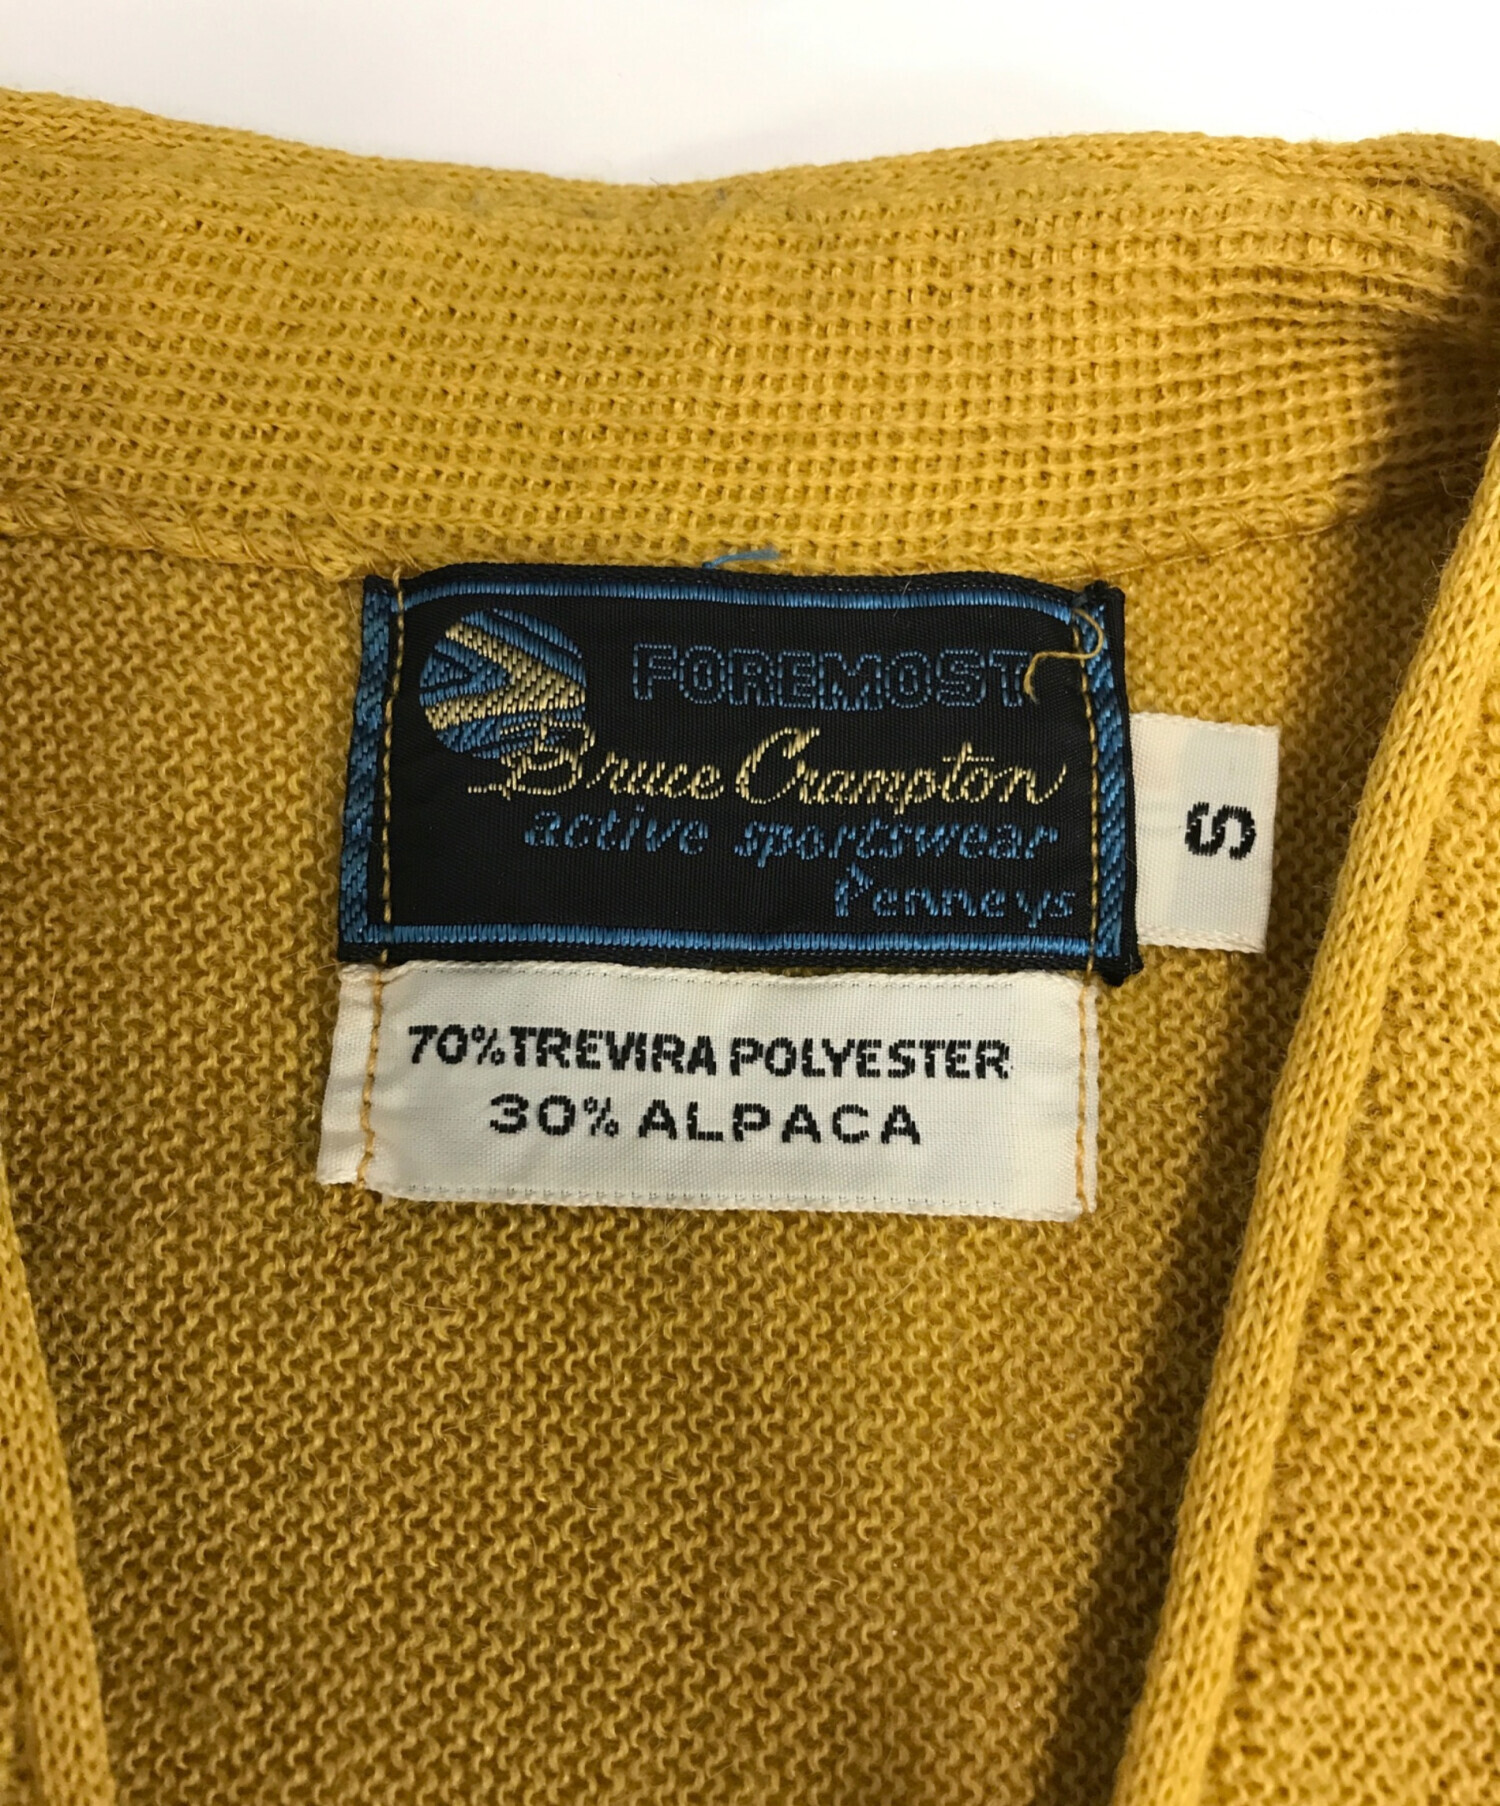 FOREMOST
Bruce Crampton
active sportswear
Penneys
S
70% TREVIRA POLYESTER
30% ALPACA